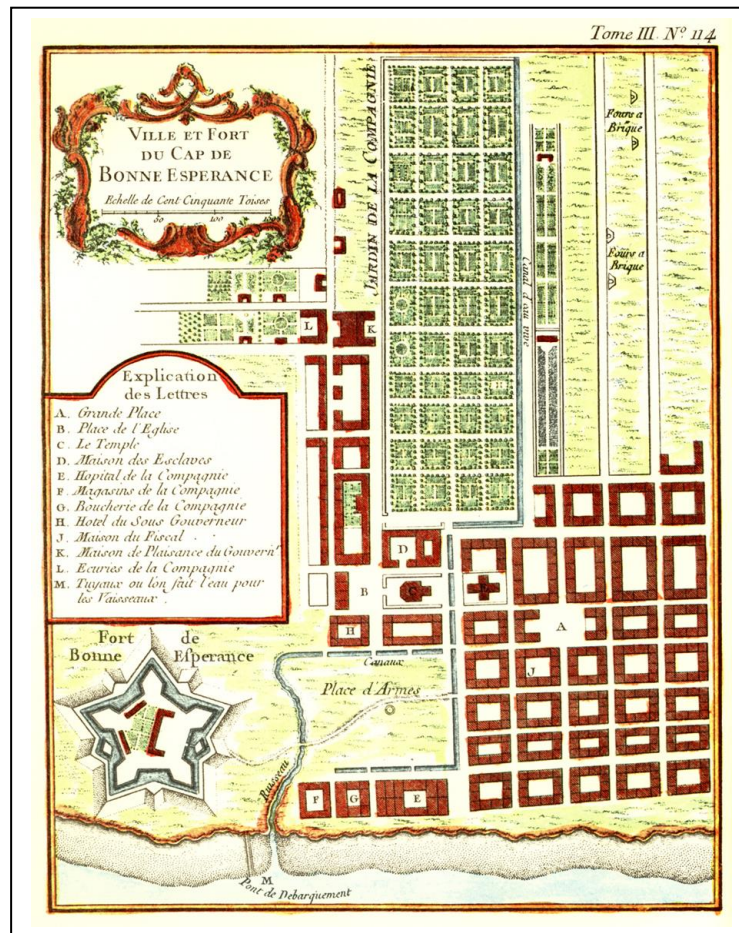 Tome III. Nº 114
VILLE ET FORT
DU CAP DE
BONNE ESPERANCE
Echelle de Cent Cinquante Toises
50 100 150
JARDIN DE LA COMPAGNIE
Canal d'eau vive
Fours a
Brique
Fours a
Brique
L
K
H
Explication
des Lettres
A. Grande Place
B. Place de l'Eglise
C. Le Temple
D. Maison des Esclaves
E. Hopital de la Compagnie
F. Magasins de la Compagnie
G. Boucherie de la Compagnie
H. Hotel du Sous Gouverneur
J. Maison du Fiscal
K. Maison de Plaisance du Gouvernr.
L. Ecuries de la Compagnie
M. Tuyaux ou l'on fait l'eau pour
les Vaisseaux.
D
B
C
A
H
J
Fort de
Bonne Esperance
Canaux
Place d'Armes
Ruisseau
F
G
E
M
Pont de Debarquement